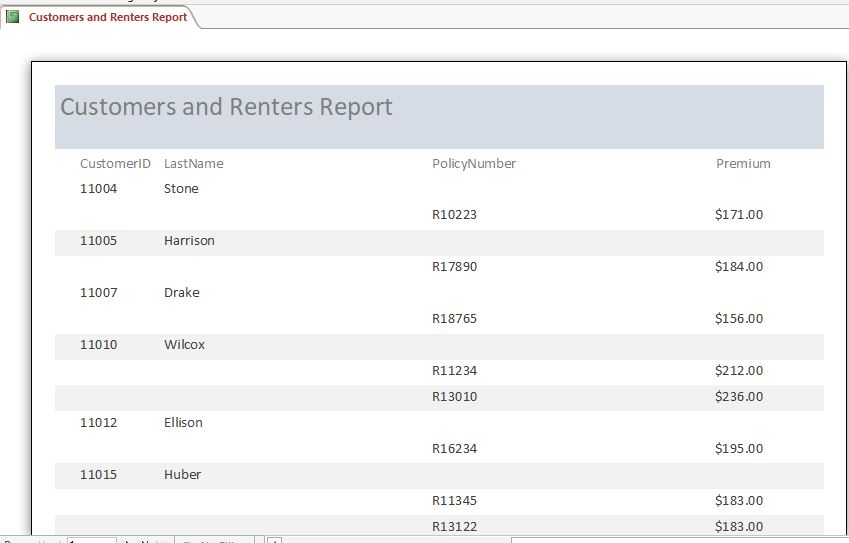 Customers and Renters Report
Customers and Renters Report
CustomerID LastName PolicyNumber Premium
11004 Stone
R10223 $171.00
11005 Harrison
R17890 $184.00
11007 Drake
R18765 $156.00
11010 Wilcox
R11234 $212.00
R13010 $236.00
11012 Ellison
R16234 $195.00
11015 Huber
R11345 $183.00
R13122 $183.00